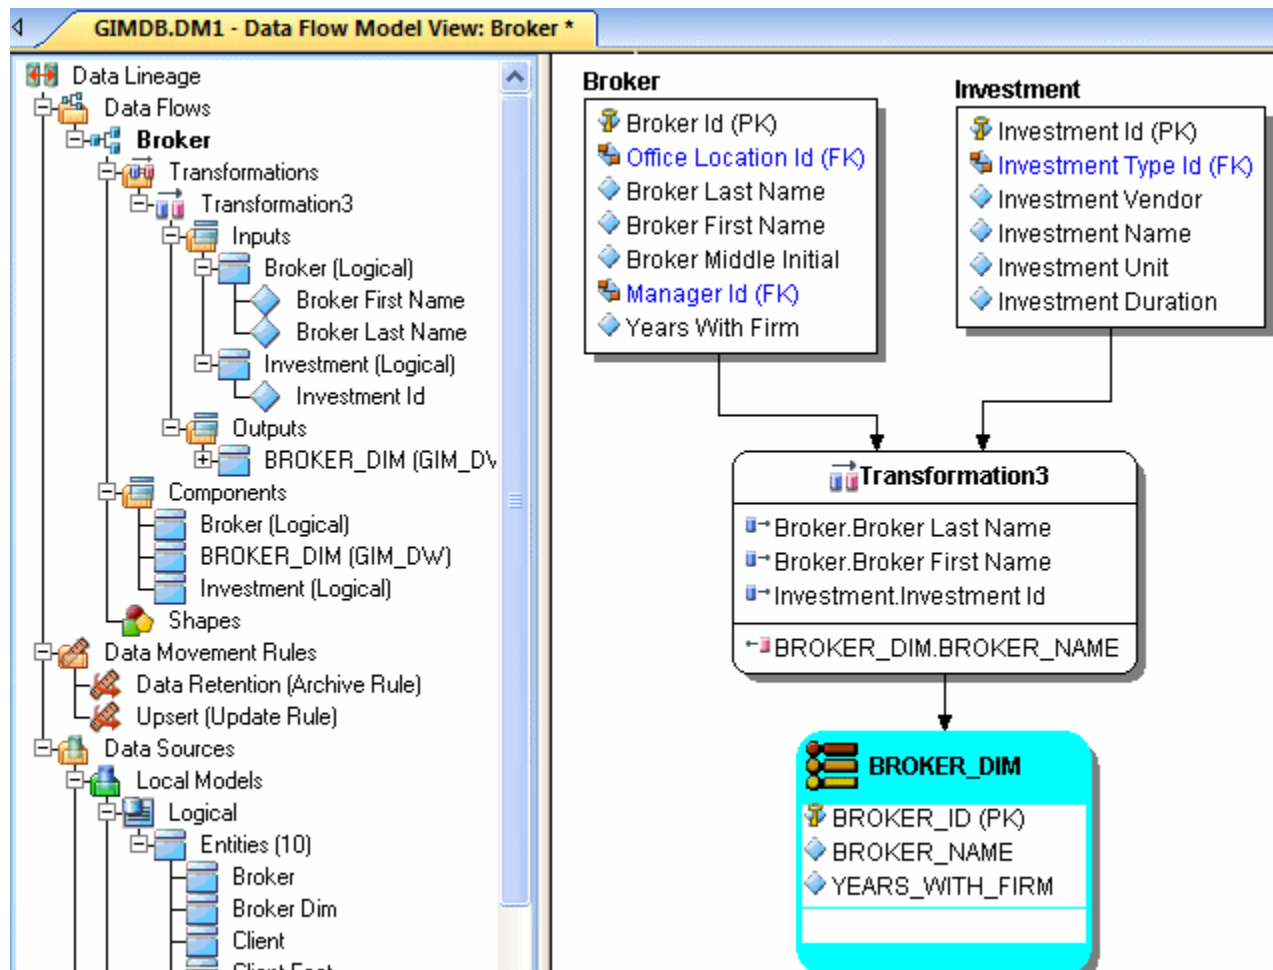 GIMDB.DM1 - Data Flow Model View: Broker *
Data Lineage
Data Flows
Broker
Transformations
Transformation3
Inputs
Broker (Logical)
Broker First Name
Broker Last Name
Investment (Logical)
Investment Id
Outputs
BROKER_DIM (GIM_DV
Components
Broker (Logical)
BROKER_DIM (GIM_DW)
Investment (Logical)
Shapes
Data Movement Rules
Data Retention (Archive Rule)
Upsert (Update Rule)
Data Sources
Local Models
Logical
Entities (10)
Broker
Broker Dim
Client
Client Fact
Broker
Broker Id (PK)
Office Location Id (FK)
Broker Last Name
Broker First Name
Broker Middle Initial
Manager Id (FK)
Years With Firm
Investment
Investment Id (PK)
Investment Type Id (FK)
Investment Vendor
Investment Name
Investment Unit
Investment Duration
Transformation3
Broker.Broker Last Name
Broker.Broker First Name
Investment.Investment Id
BROKER_DIM.BROKER_NAME
BROKER_DIM
BROKER_ID (PK)
BROKER_NAME
YEARS_WITH_FIRM